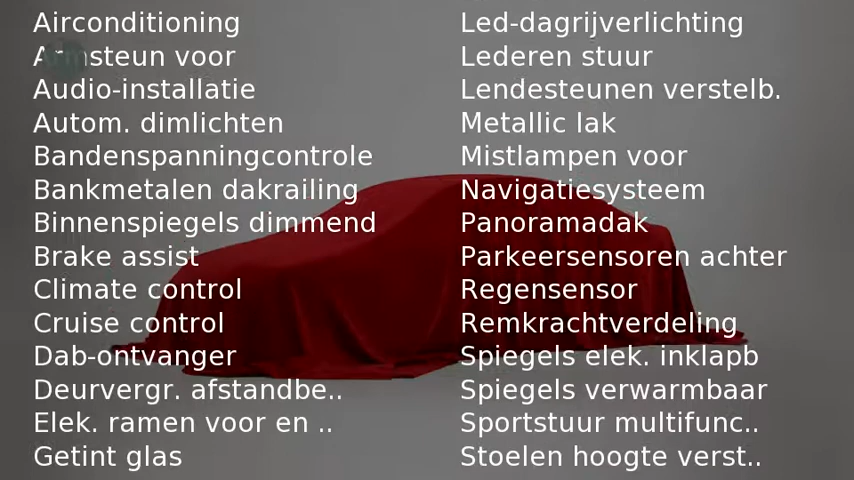 Airconditioning
Armsteun voor
Audio-installatie
Autom. dimlichten
Bandenspanningcontrole
Bankmetalen dakrailing
Binnenspiegels dimmend
Brake assist
Climate control
Cruise control
Dab-ontvanger
Deurvergr. afstandbe..
Elek. ramen voor en ..
Getint glas
Led-dagrijverlichting
Lederen stuur
Lendesteunen verstelb.
Metallic lak
Mistlampen voor
Navigatiesysteem
Panoramadak
Parkeersensoren achter
Regensensor
Remkrachtverdeling
Spiegels elek. inklapb
Spiegels verwarmbaar
Sportstuur multifunc..
Stoelen hoogte verst..